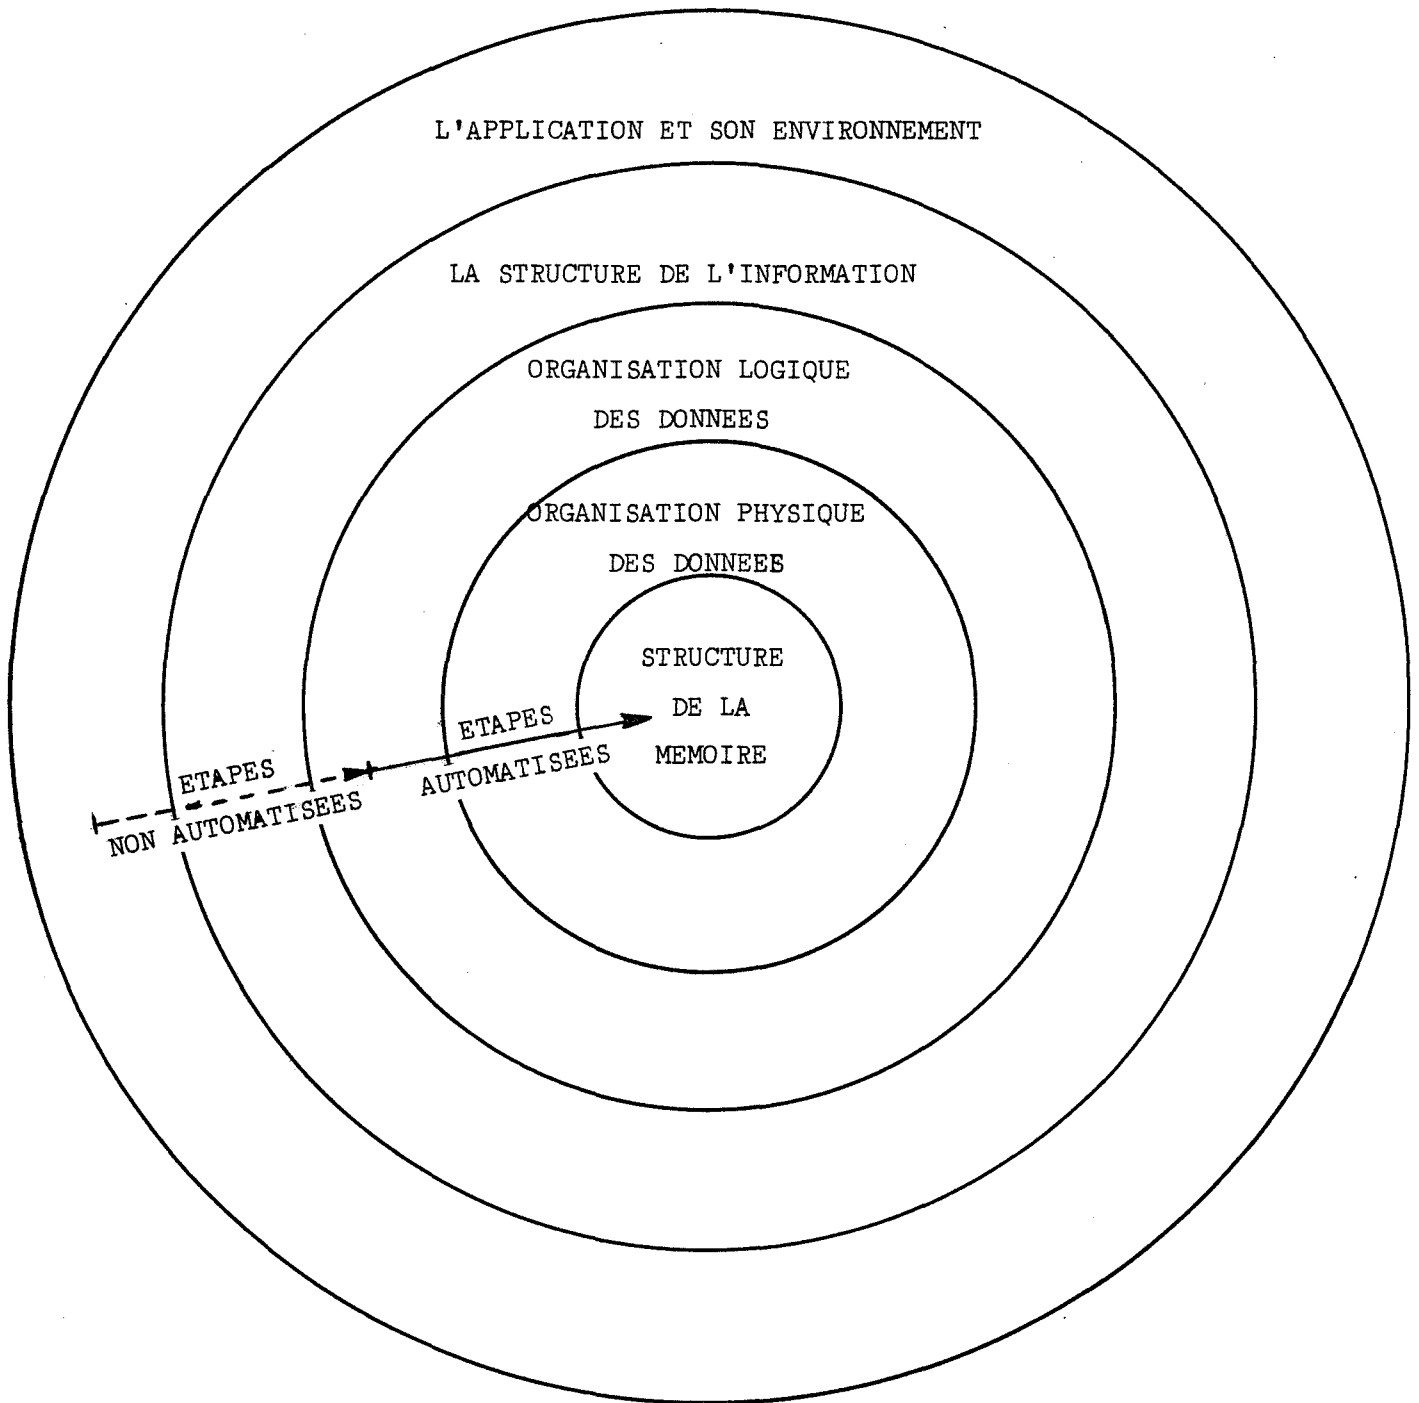 L'APPLICATION ET SON ENVIRONNEMENT
LA STRUCTURE DE L'INFORMATION
ORGANISATION LOGIQUE
DES DONNEES
ORGANISATION PHYSIQUE
DES DONNEES
STRUCTURE
DE LA
MEMOIRE
ETAPES
AUTOMATISEES
ETAPES
NON AUTOMATISEES